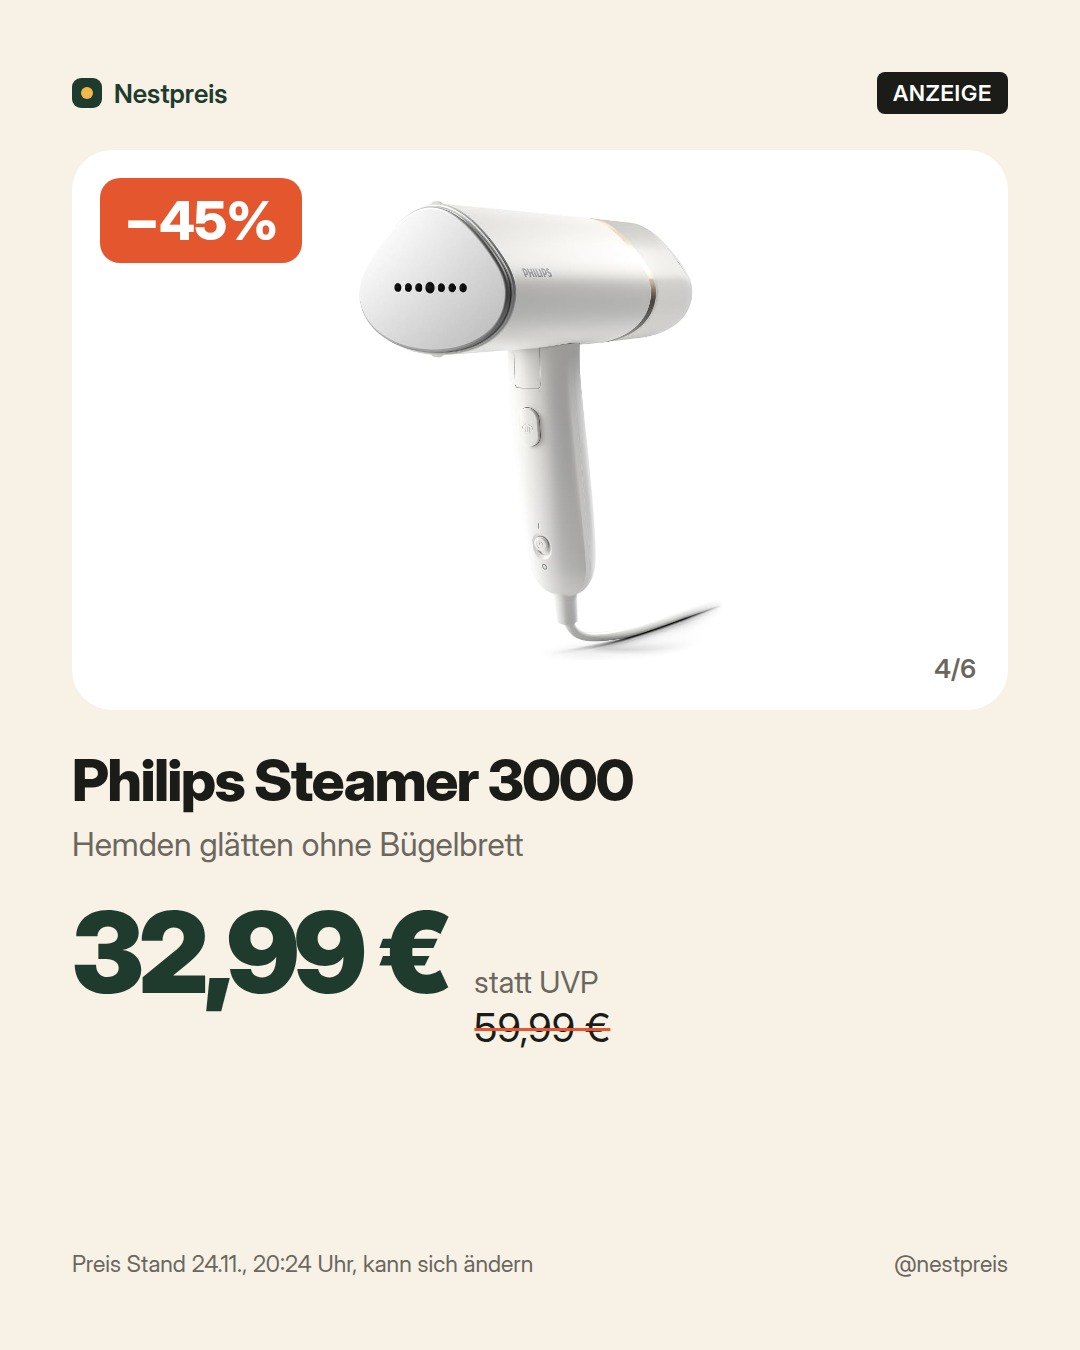 Nestpreis
ANZEIGE
–45%
PHILIPS
4/6
Philips Steamer 3000
Hemden glätten ohne Bügelbrett
32,99 €
statt UVP
59,99 €
Preis Stand 24.11., 20:24 Uhr, kann sich ändern
@nestpreis